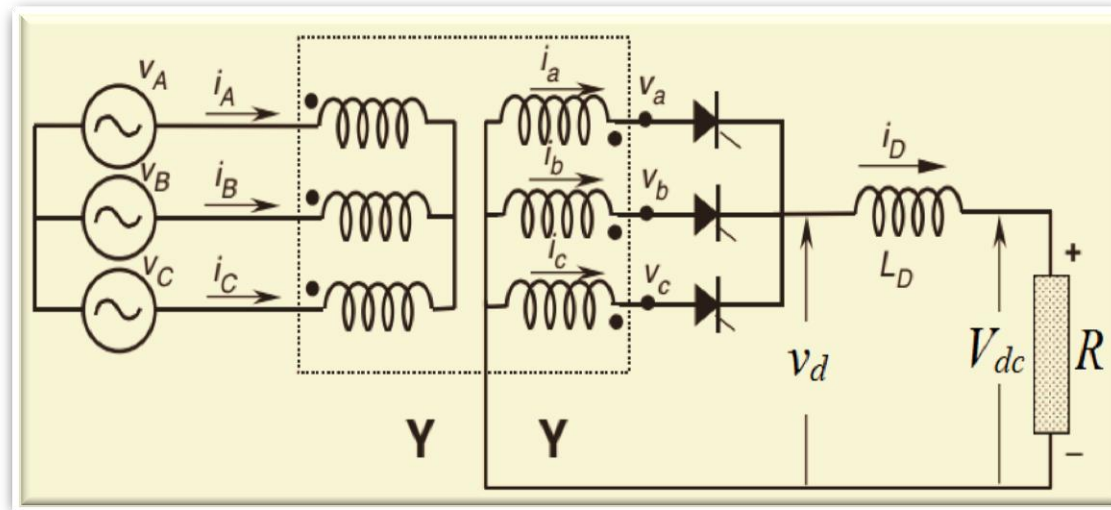 v_A
i_A
v_B
i_B
v_C
i_C
i_a
v_a
i_b
v_b
i_c
v_c
i_D
L_D
v_d
V_dc
+
R
−
Y Y